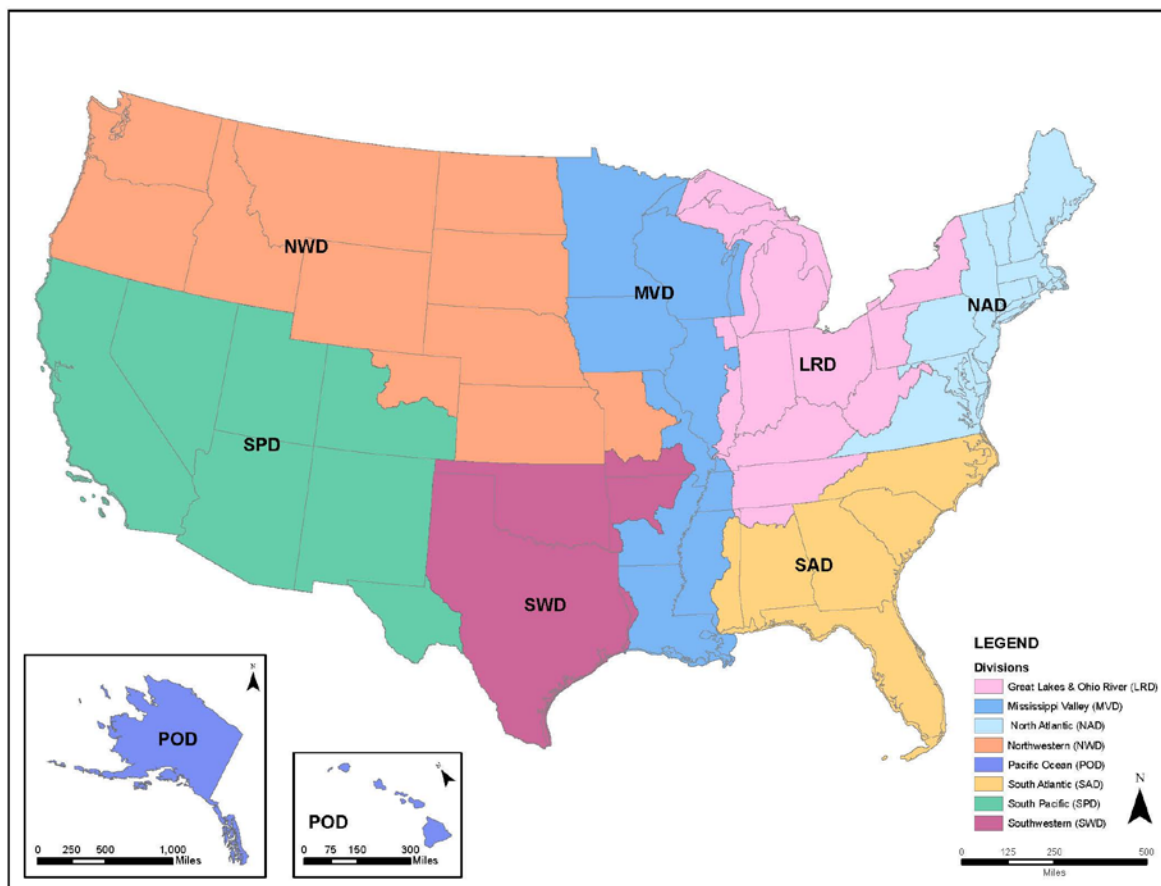 NWD
MVD
NAD
LRD
SPD
SAD
SWD
LEGEND
Divisions
Great Lakes & Ohio River (LRD)
Mississippi Valley (MVD)
North Atlantic (NAD)
Northwestern (NWD)
Pacific Ocean (POD)
South Atlantic (SAD)
South Pacific (SPD)
Southwestern (SWD)
N
0 125 250 500
Miles
N
POD
0 250 500 1,000
Miles
N
POD
0 75 150 300
Miles